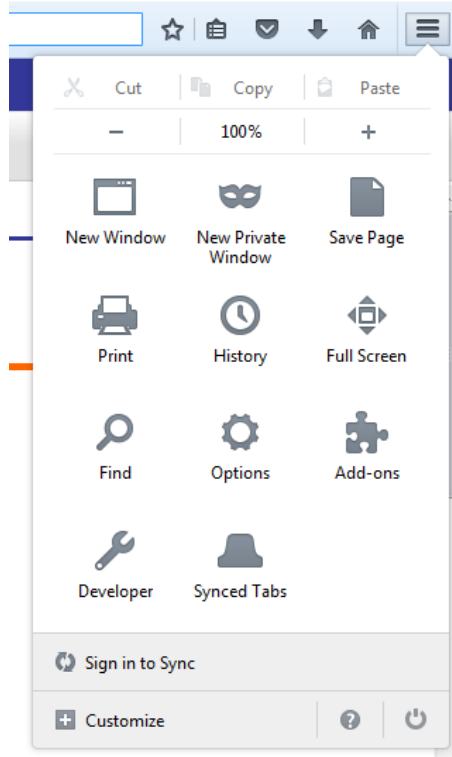 Cut Copy Paste
− 100% +
New Window New Private Window Save Page
Print History Full Screen
Find Options Add-ons
Developer Synced Tabs
Sign in to Sync
Customize ?